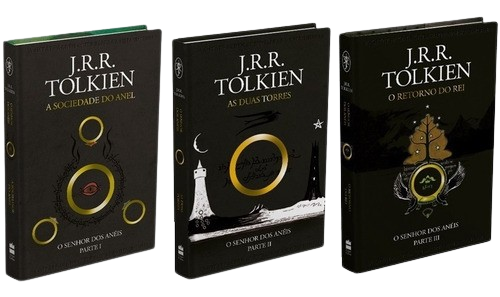 J.R.R.
TOLKIEN
A SOCIEDADE DO ANEL
O SENHOR DOS ANÉIS
PARTE I
J.R.R.
TOLKIEN
AS DUAS TORRES
O SENHOR DOS ANÉIS
PARTE II
J.R.R.
TOLKIEN
O RETORNO DO REI
O SENHOR DOS ANÉIS
PARTE III